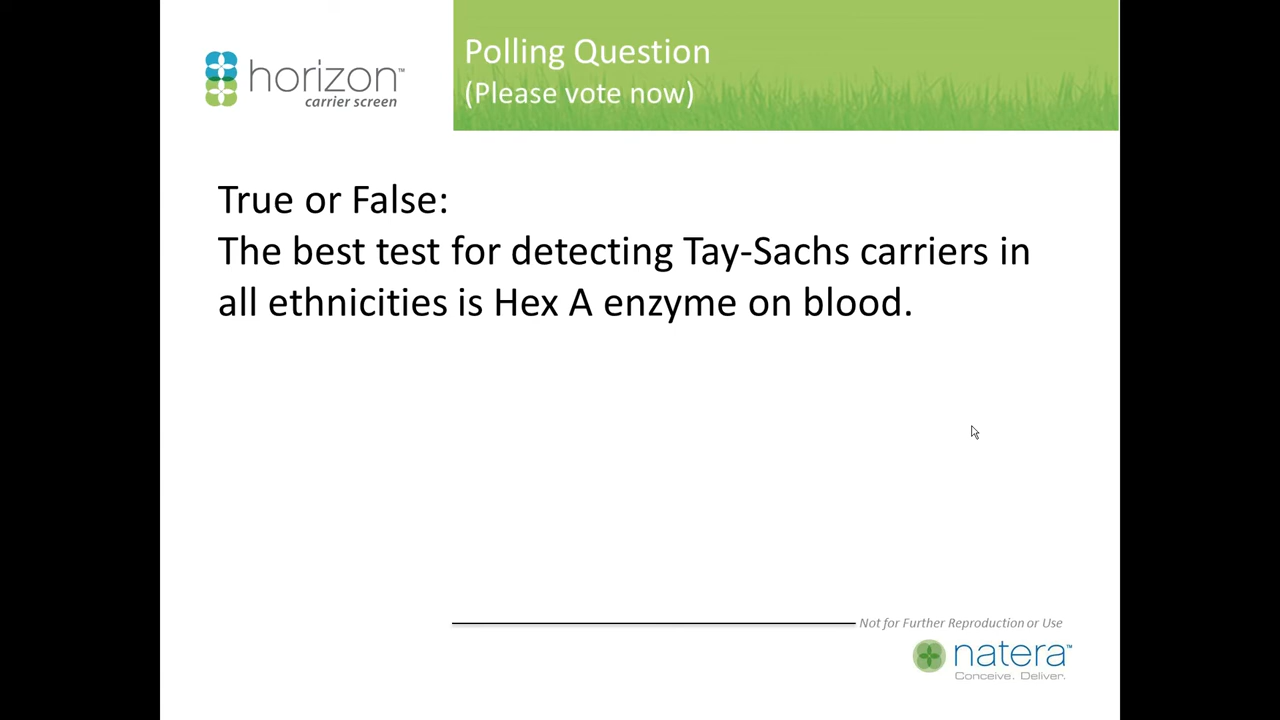 horizon™
carrier screen
Polling Question
(Please vote now)
True or False:
The best test for detecting Tay-Sachs carriers in
all ethnicities is Hex A enzyme on blood.
Not for Further Reproduction or Use
natera™
Conceive. Deliver.